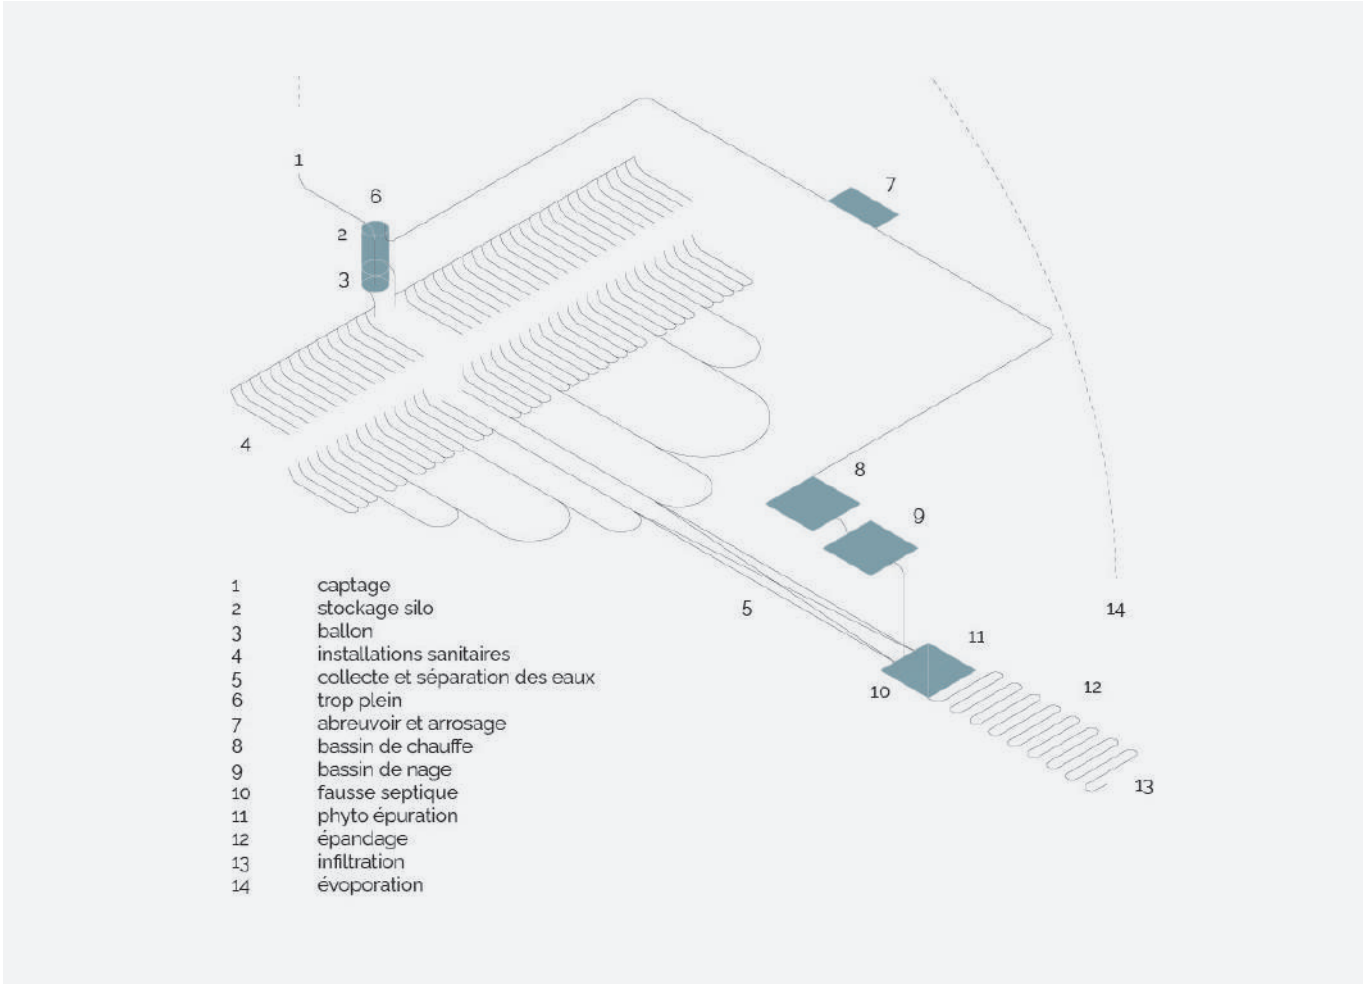 1
6
7
2
3
4
8
9
5
14
11
10
12
13
1 captage
2 stockage silo
3 ballon
4 installations sanitaires
5 collecte et séparation des eaux
6 trop plein
7 abreuvoir et arrosage
8 bassin de chauffe
9 bassin de nage
10 fausse septique
11 phyto épuration
12 épandage
13 infiltration
14 évoporation